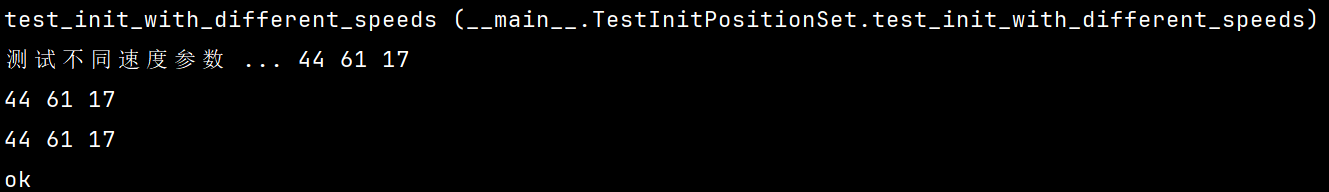 test_init_with_different_speeds (__main__.TestInitPositionSet.test_init_with_different_speeds)
测试不同速度参数 ... 44 61 17
44 61 17
44 61 17
ok